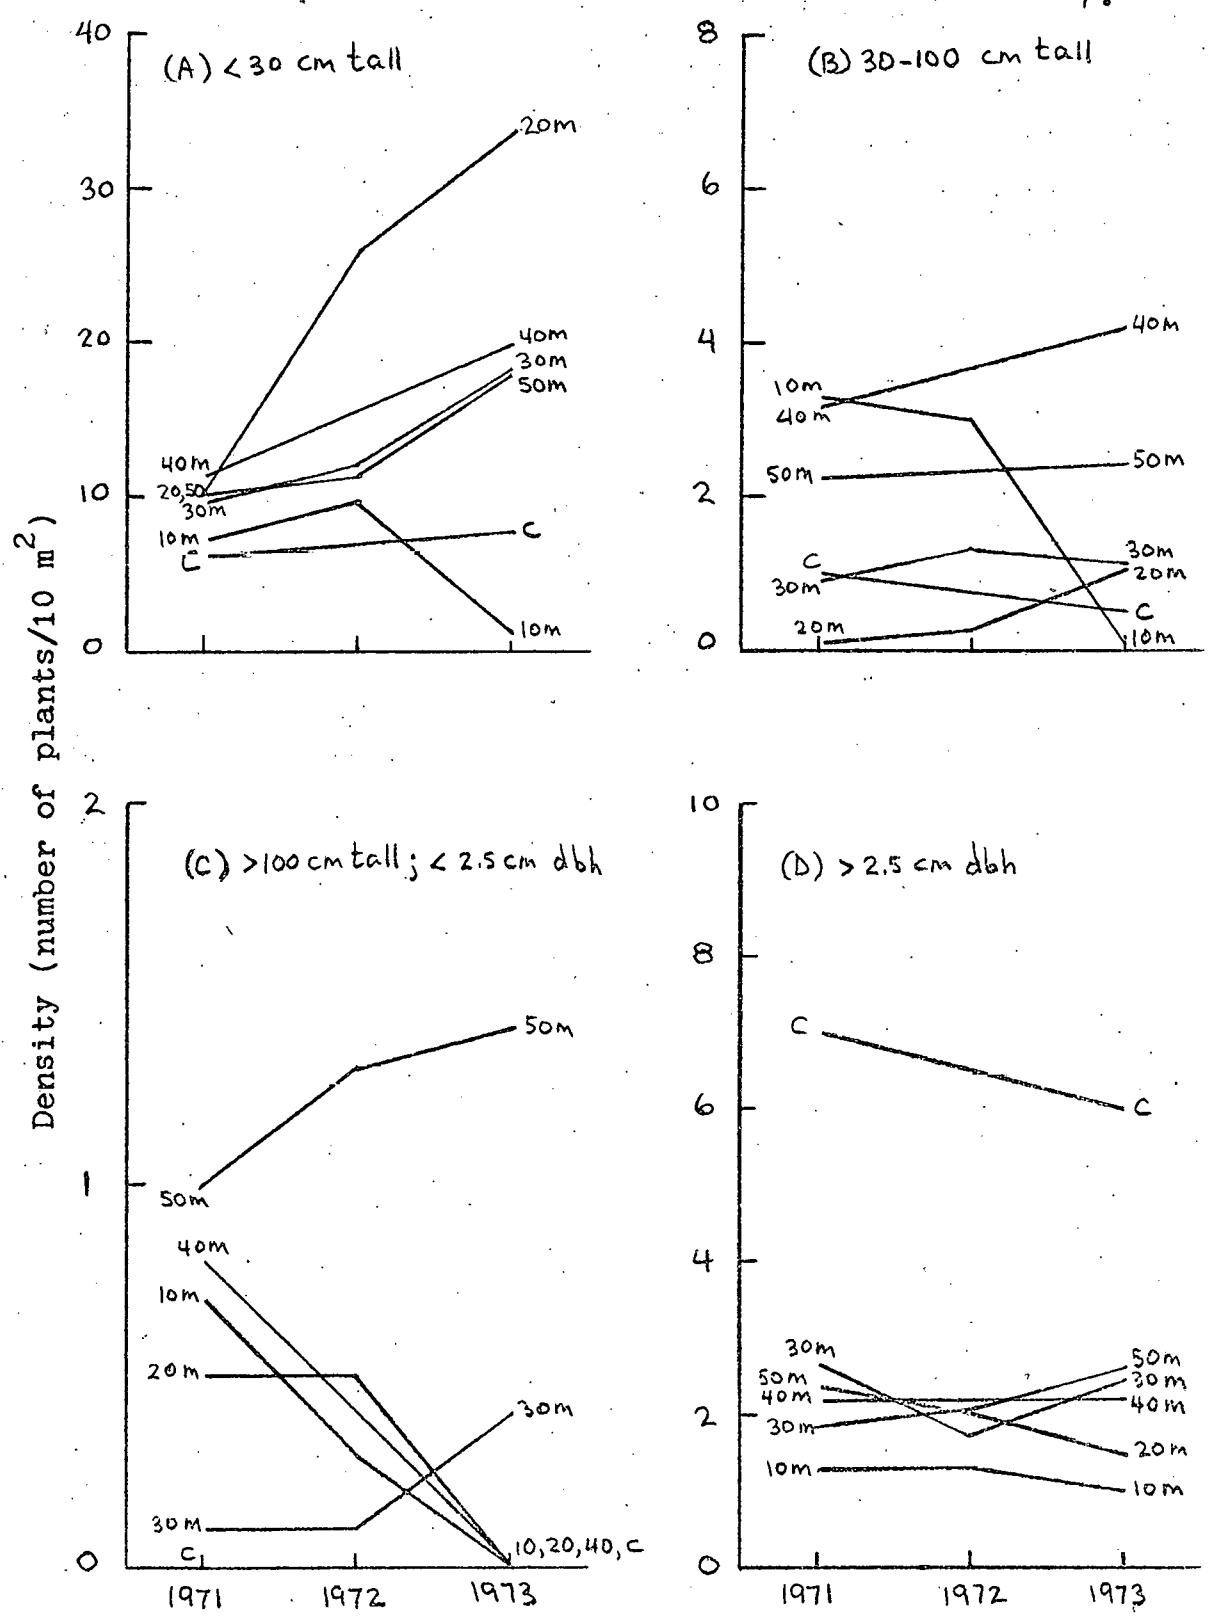 Density (number of plants/10 m²)
40
30
20
10
0
(A) < 30 cm tall
20m
40m
30m
50m
40m
20,50
30m
10m
C
C
10m
8
6
4
2
0
(B) 30-100 cm tall
40m
10m
40m
50m
50m
C
30m
20m
30m
20m
C
10m
2
1
0
(C) >100 cm tall; < 2.5 cm dbh
50m
50m
40m
10m
20m
30m
30m
C
10,20,40,C
1971 1972 1973
10
8
6
4
2
0
(D) > 2.5 cm dbh
C
C
30m
50m
40m
30m
10m
50m
30m
40m
20m
10m
1971 1972 1973